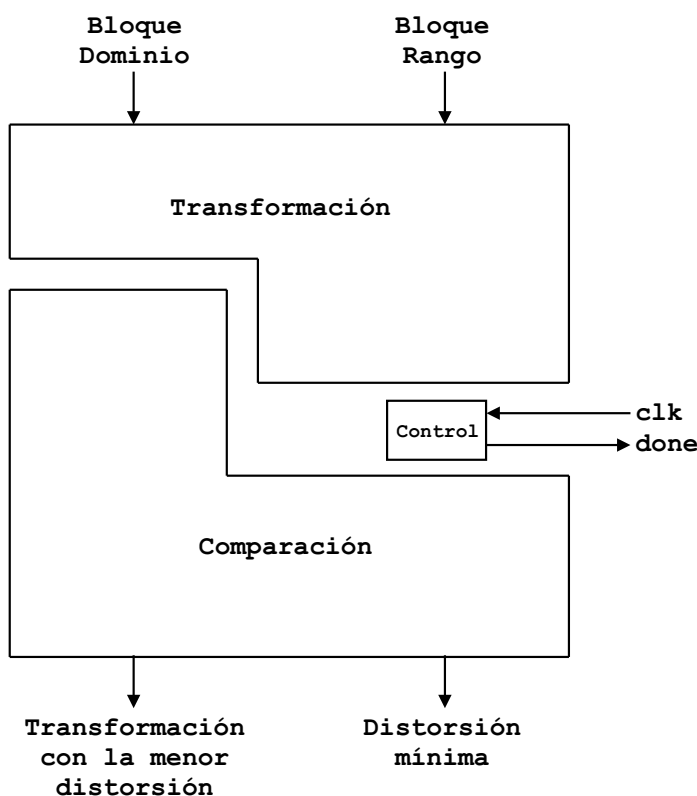 Bloque
Dominio
Bloque
Rango
Transformación
Control
clk
done
Comparación
Transformación
con la menor
distorsión
Distorsión
mínima